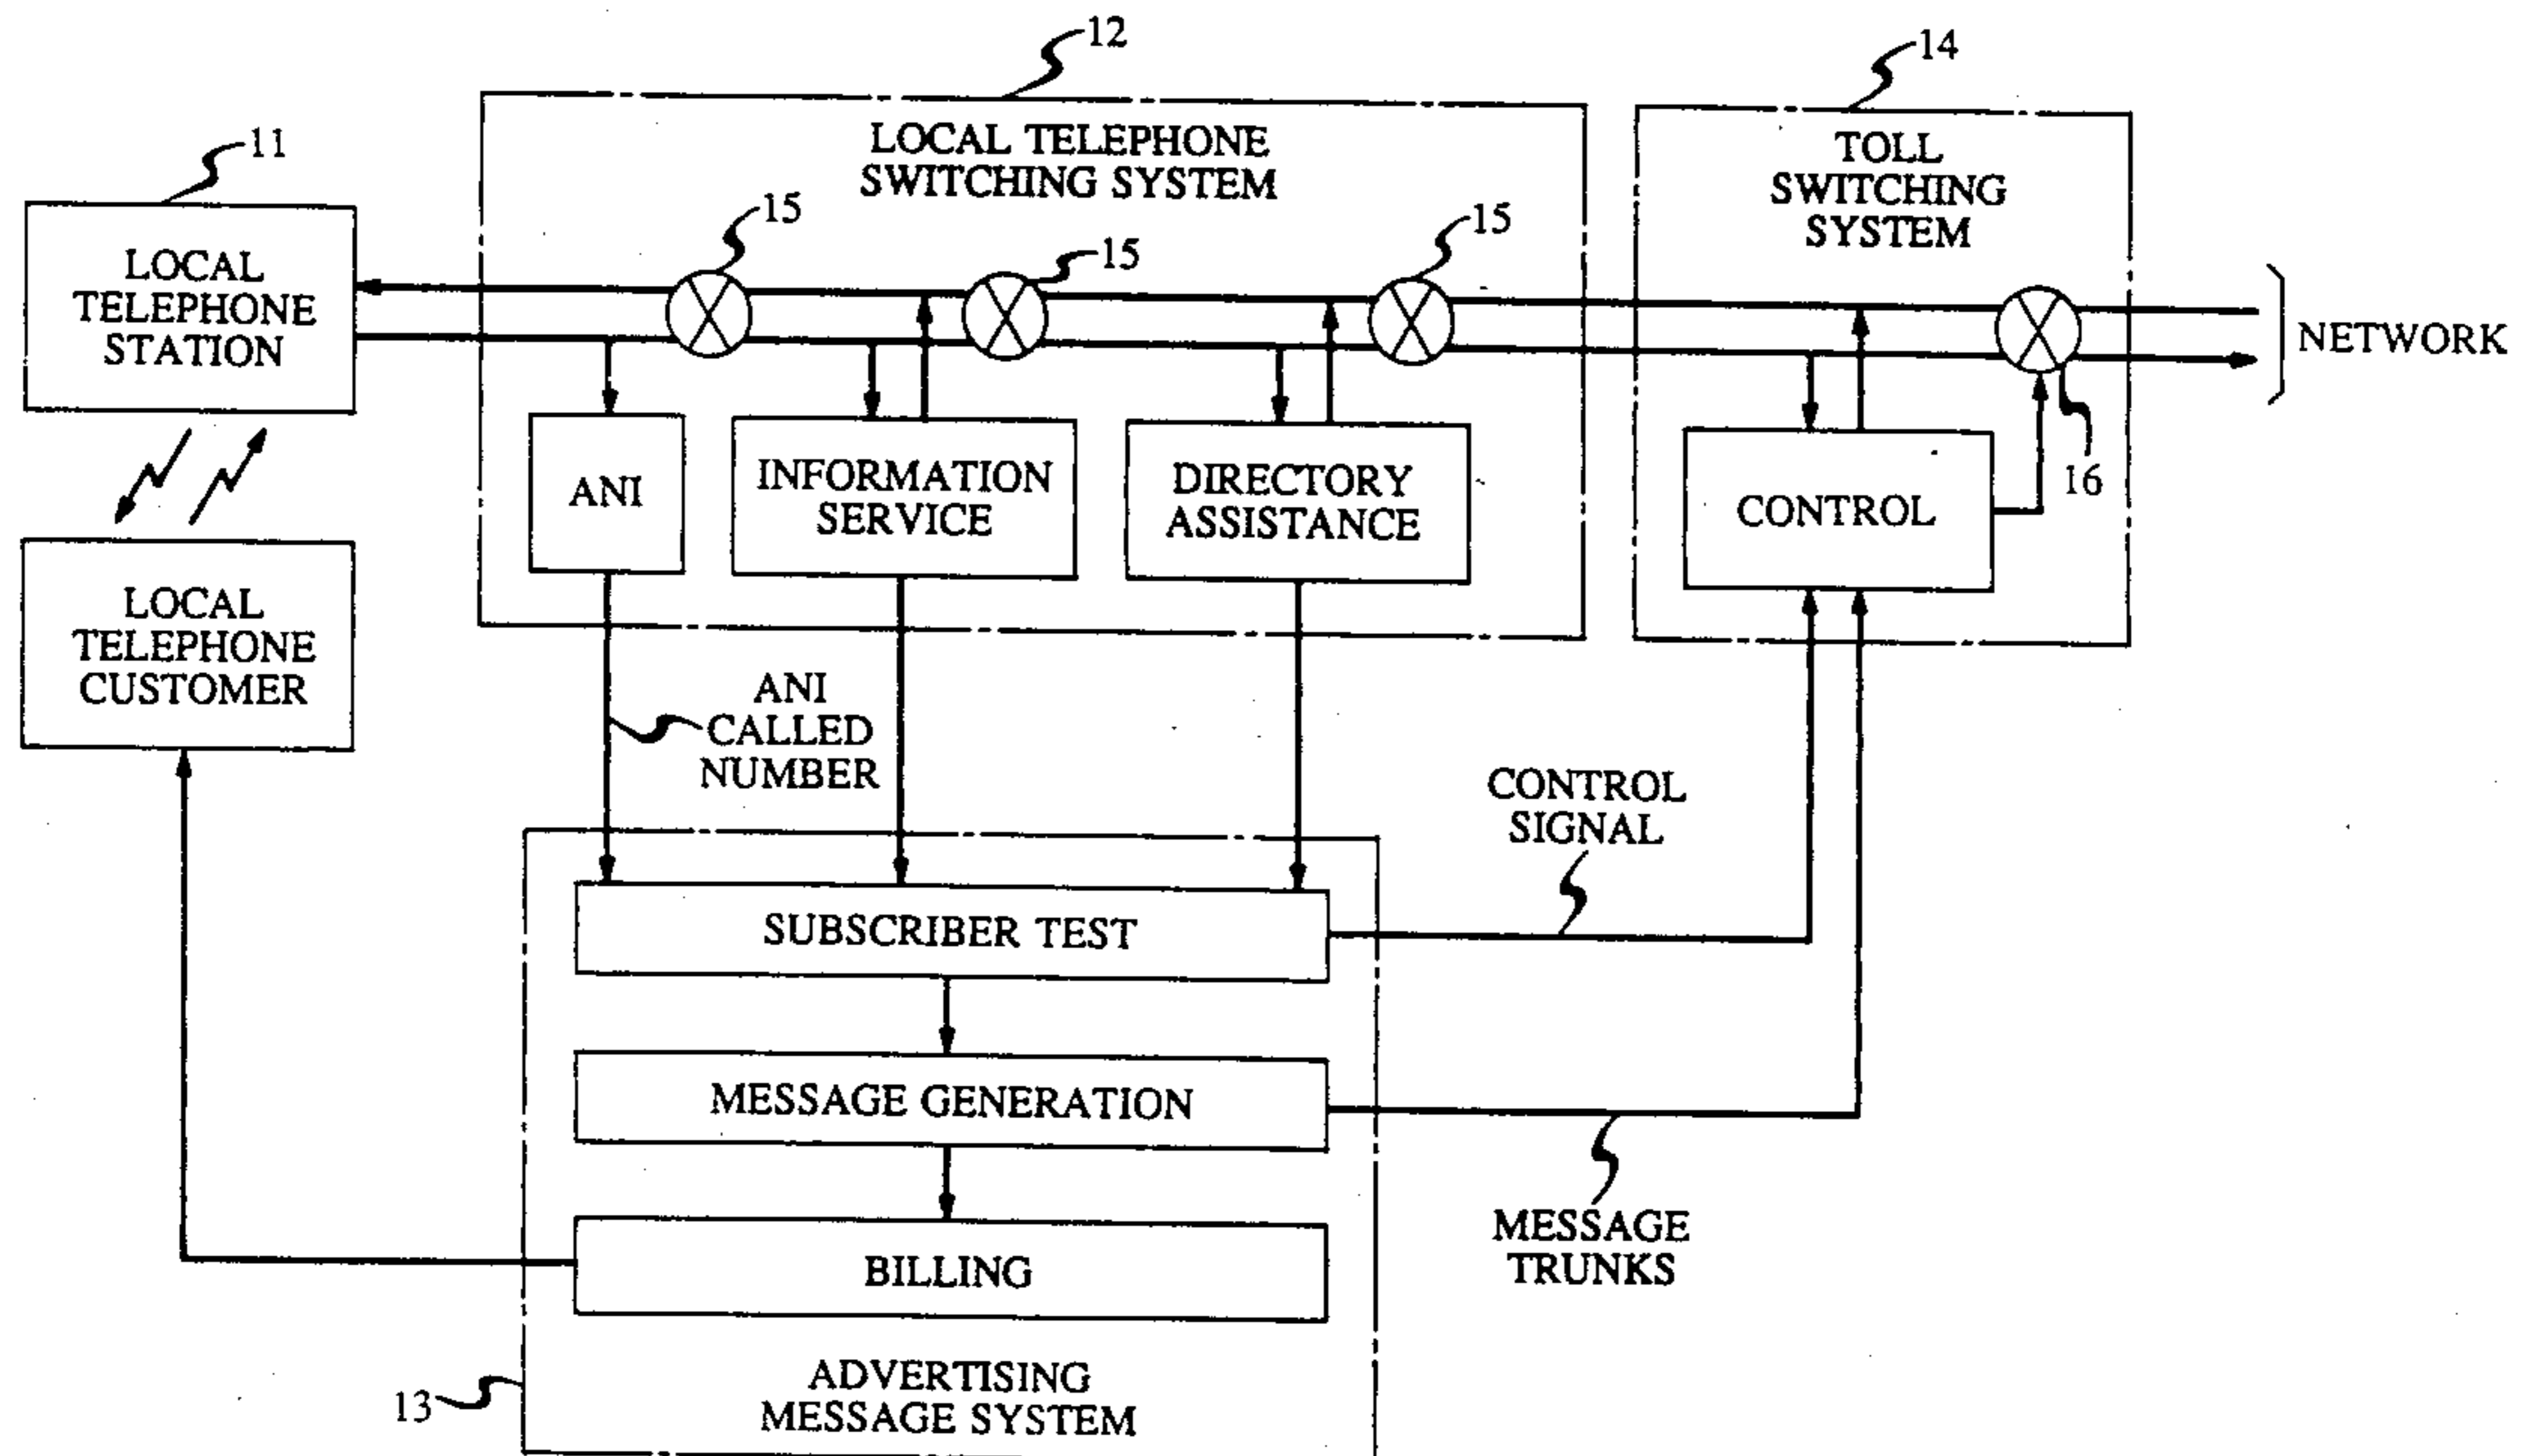 12
14
11
LOCAL TELEPHONE
SWITCHING SYSTEM
TOLL
SWITCHING
SYSTEM
15
15
15
LOCAL
TELEPHONE
STATION
NETWORK
ANI
INFORMATION
SERVICE
DIRECTORY
ASSISTANCE
CONTROL
16
LOCAL
TELEPHONE
CUSTOMER
ANI
CALLED
NUMBER
CONTROL
SIGNAL
SUBSCRIBER TEST
MESSAGE GENERATION
MESSAGE
TRUNKS
BILLING
13
ADVERTISING
MESSAGE SYSTEM